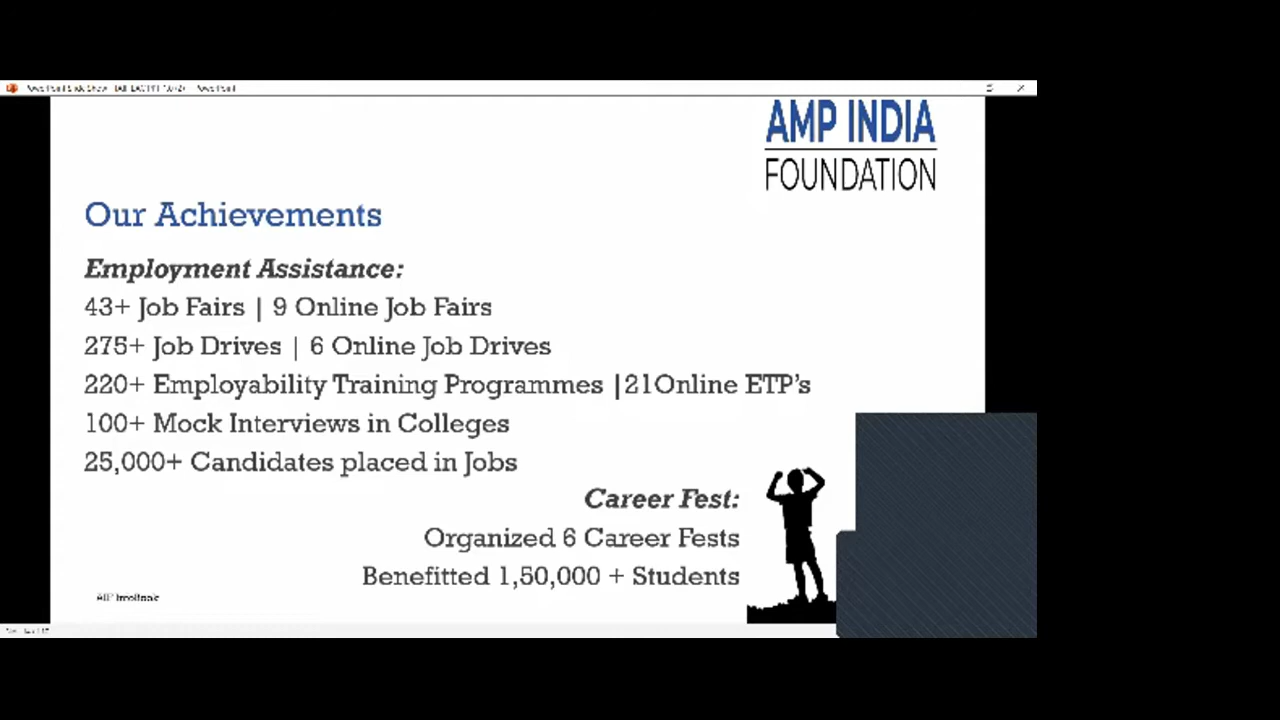 AMP INDIA
FOUNDATION
Our Achievements
Employment Assistance:
43+ Job Fairs | 9 Online Job Fairs
275+ Job Drives | 6 Online Job Drives
220+ Employability Training Programmes |21Online ETP's
100+ Mock Interviews in Colleges
25,000+ Candidates placed in Jobs
Career Fest:
Organized 6 Career Fests
Benefitted 1,50,000 + Students